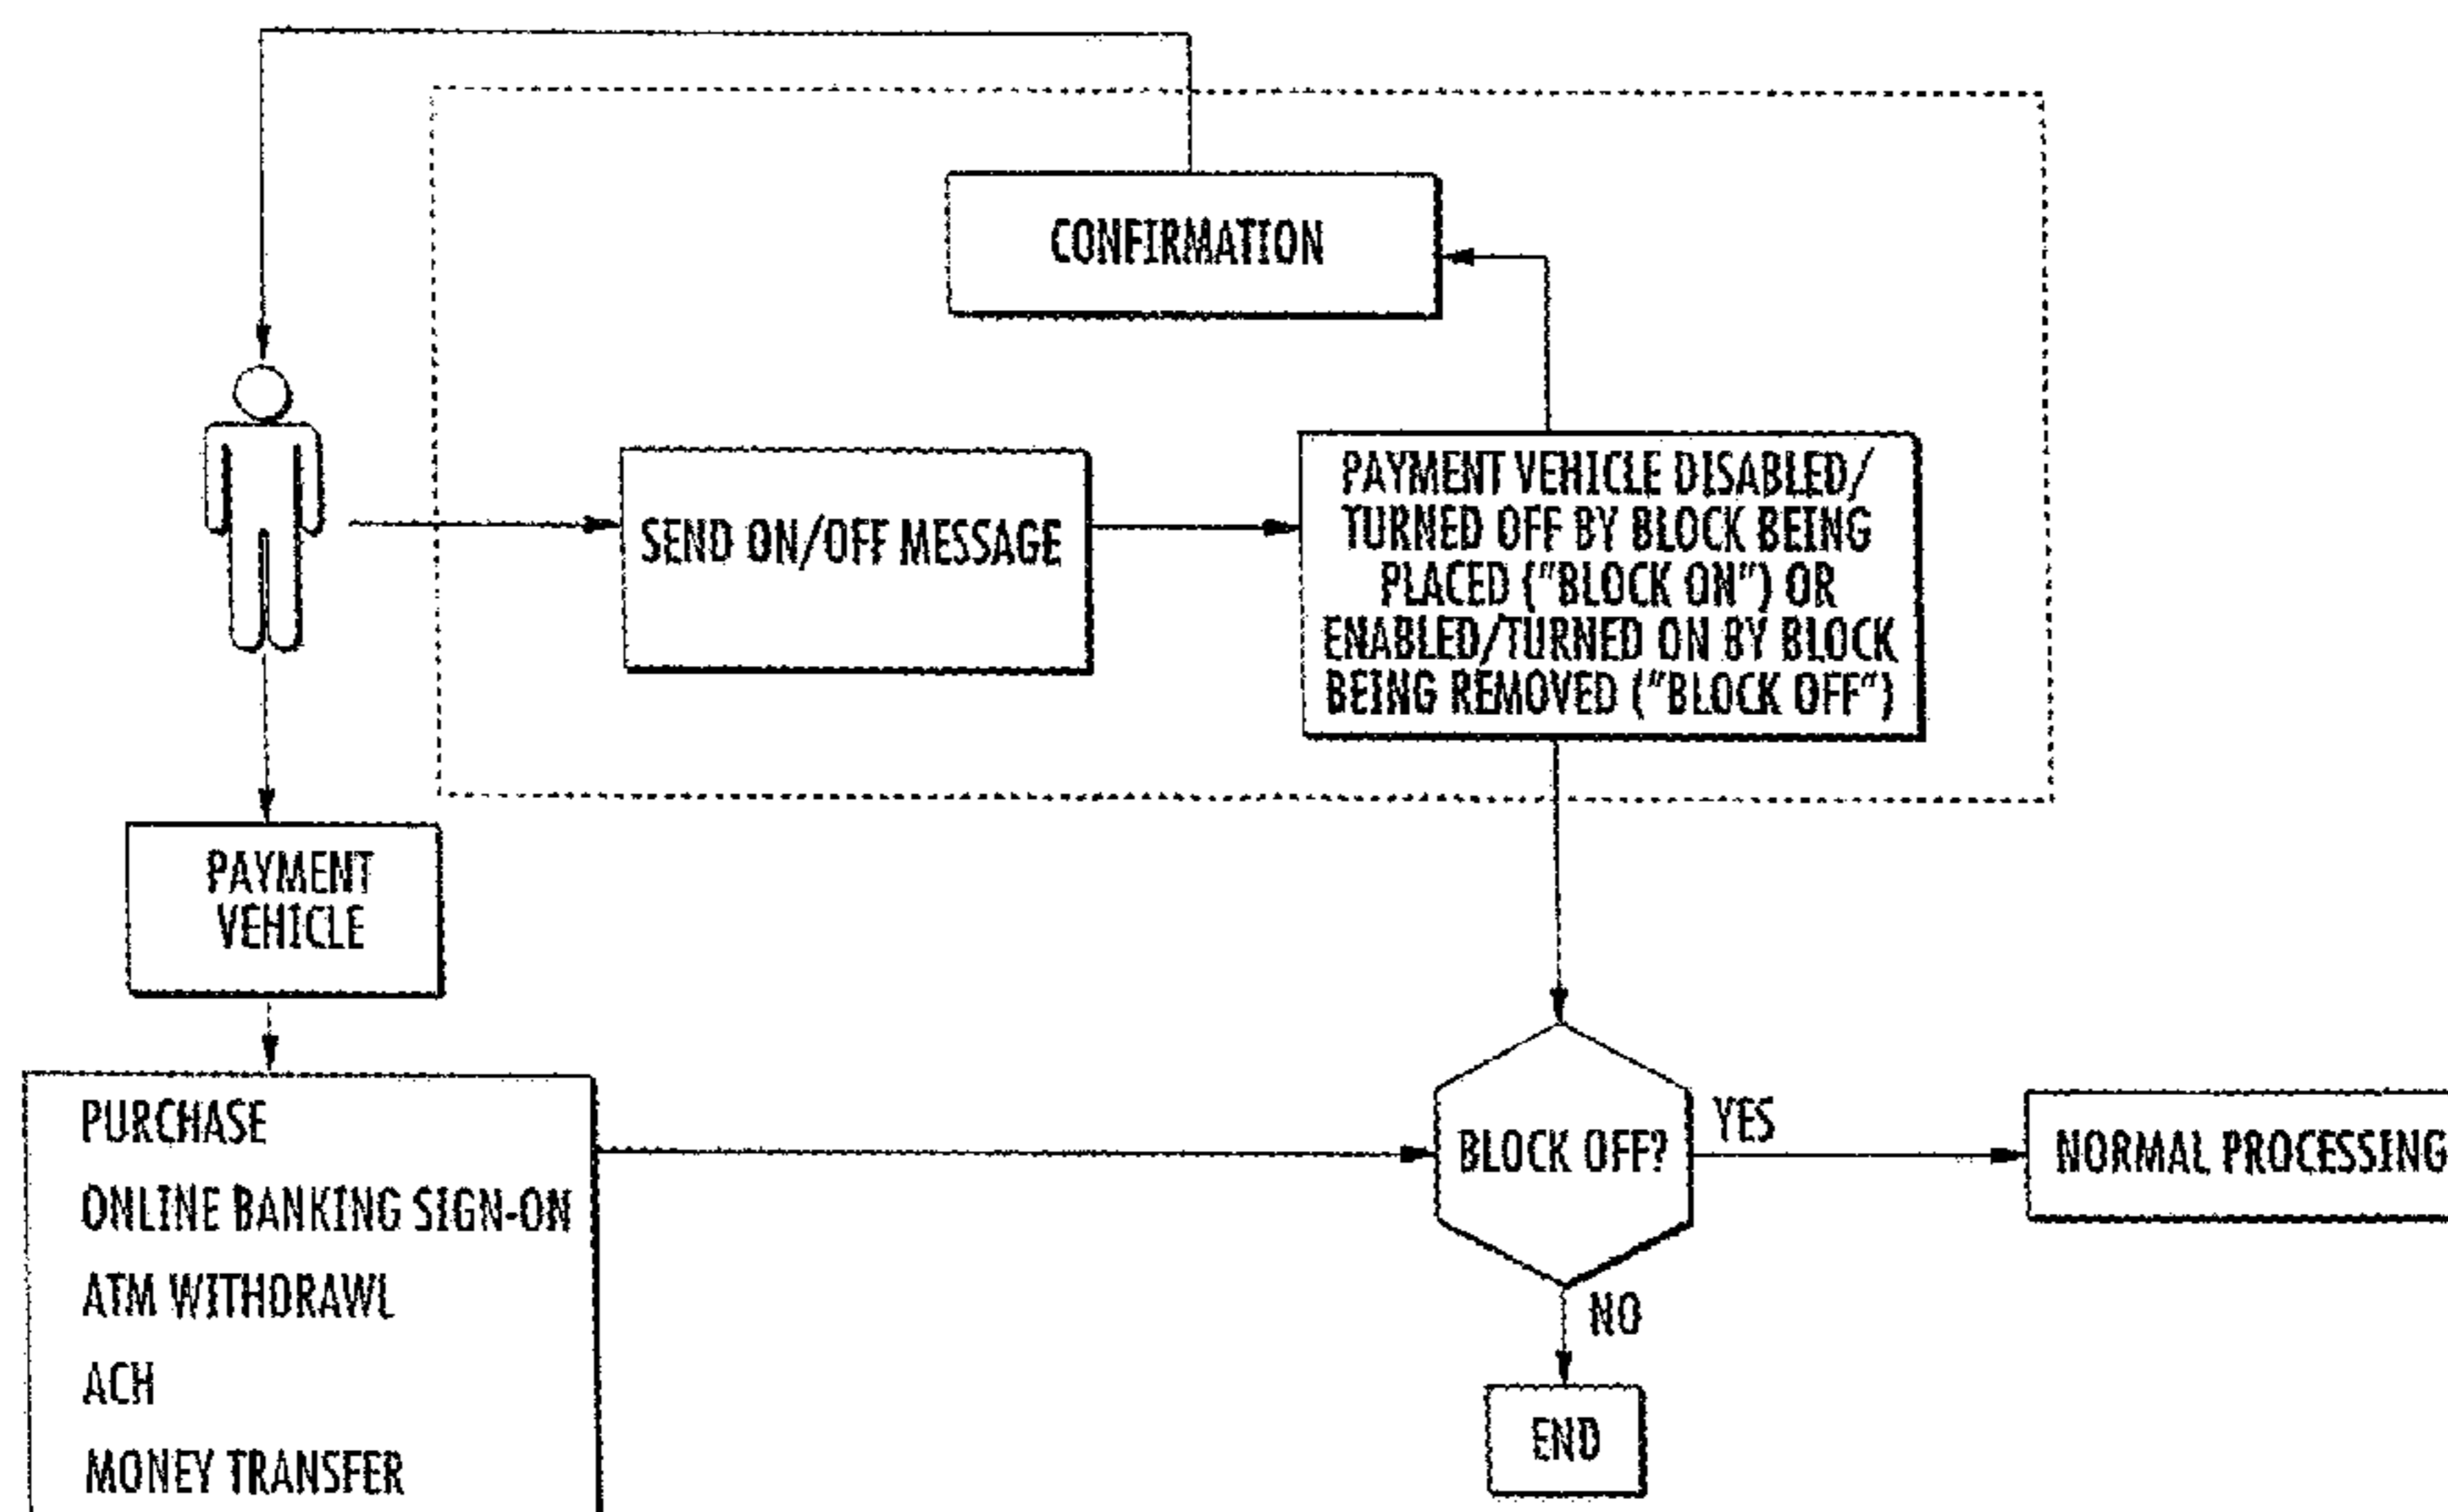 CONFIRMATION
SEND ON/OFF MESSAGE
PAYMENT VEHICLE DISABLED/
TURNED OFF BY BLOCK BEING
PLACED ("BLOCK ON") OR
ENABLED/TURNED ON BY BLOCK
BEING REMOVED ("BLOCK OFF")
PAYMENT
VEHICLE
PURCHASE
ONLINE BANKING SIGN-ON
ATM WITHDRAWL
ACH
MONEY TRANSFER
BLOCK OFF?
YES
NORMAL PROCESSING
NO
END